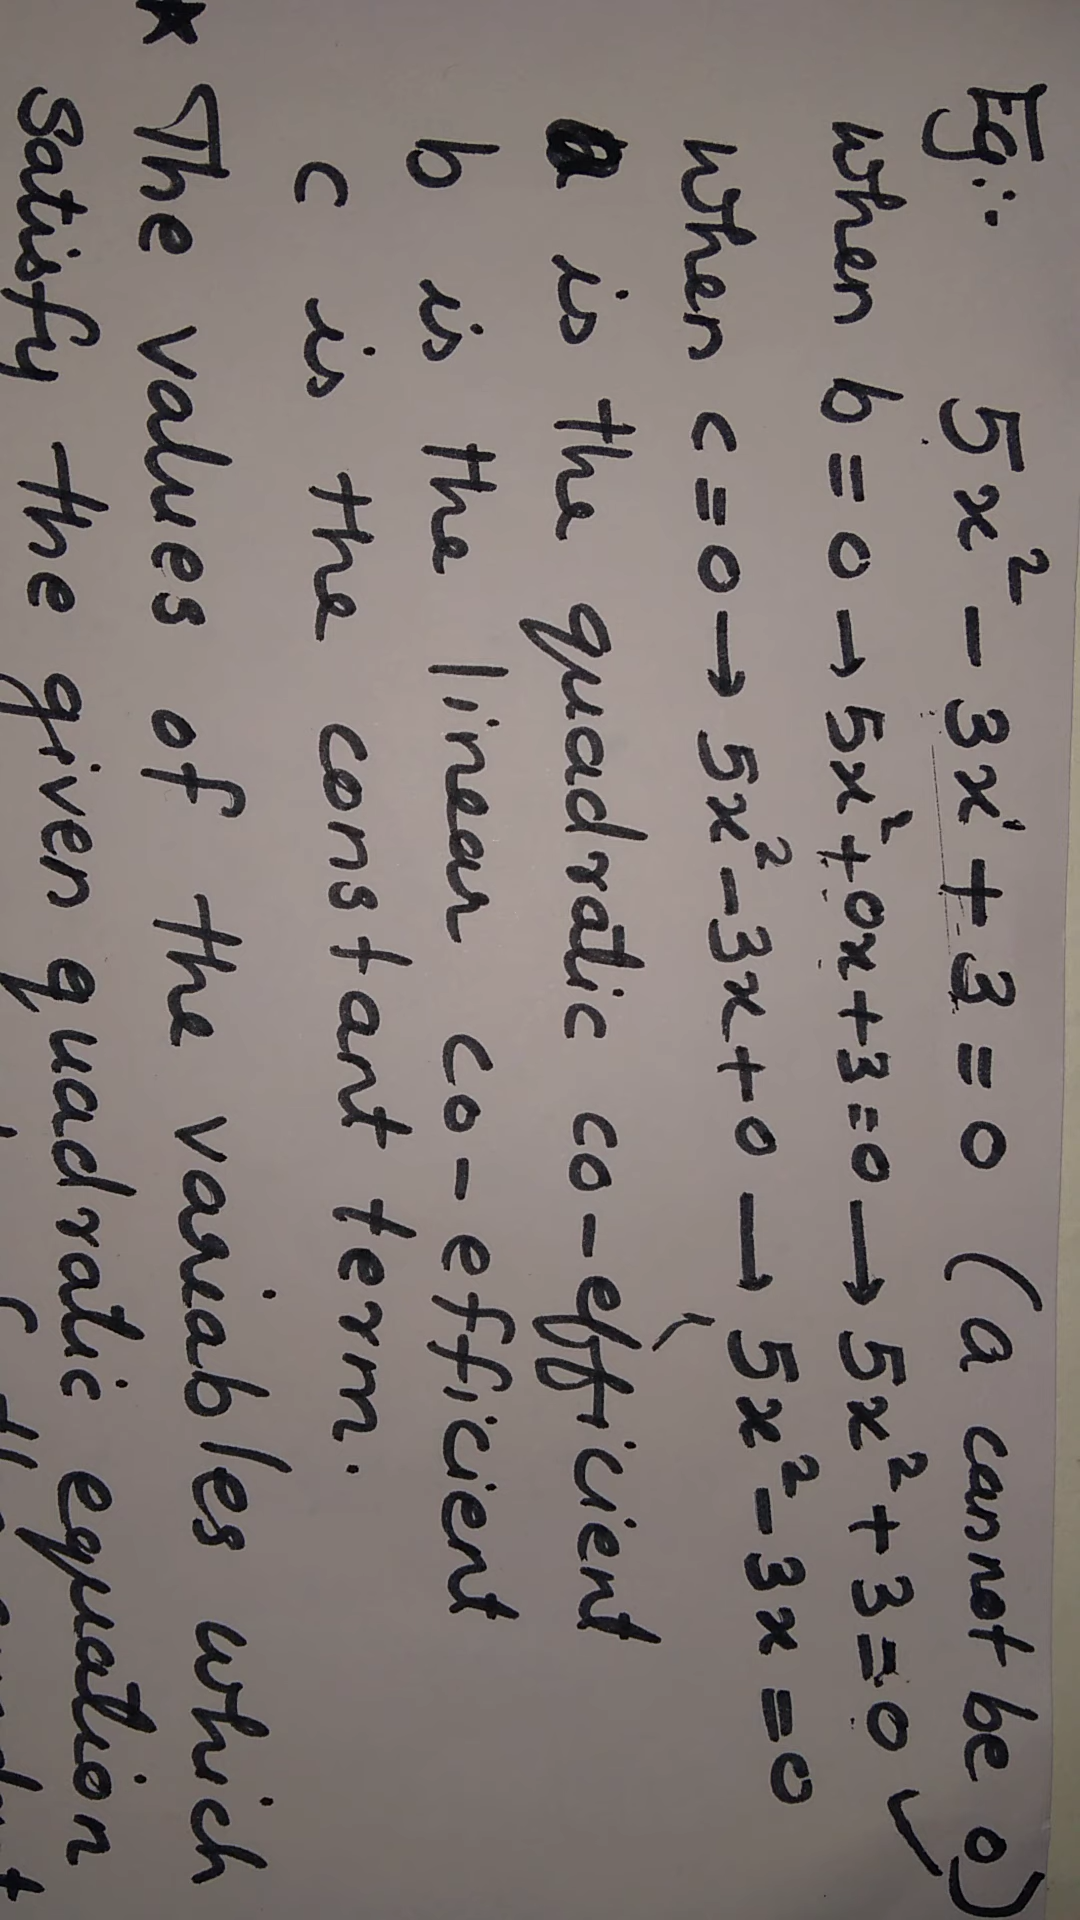 Eg:- 5x² - 3x¹ + 3 = 0 (a cannot be 0)
when b = 0 → 5x² + 0x + 3 = 0 → 5x² + 3 = 0 ✓
when c = 0 → 5x² - 3x + 0 → 5x² - 3x = 0
a is the quadratic co-efficient
b is the linear co-efficient
c is the constant term.
* The values of the variables which
satisfy the given quadratic equation